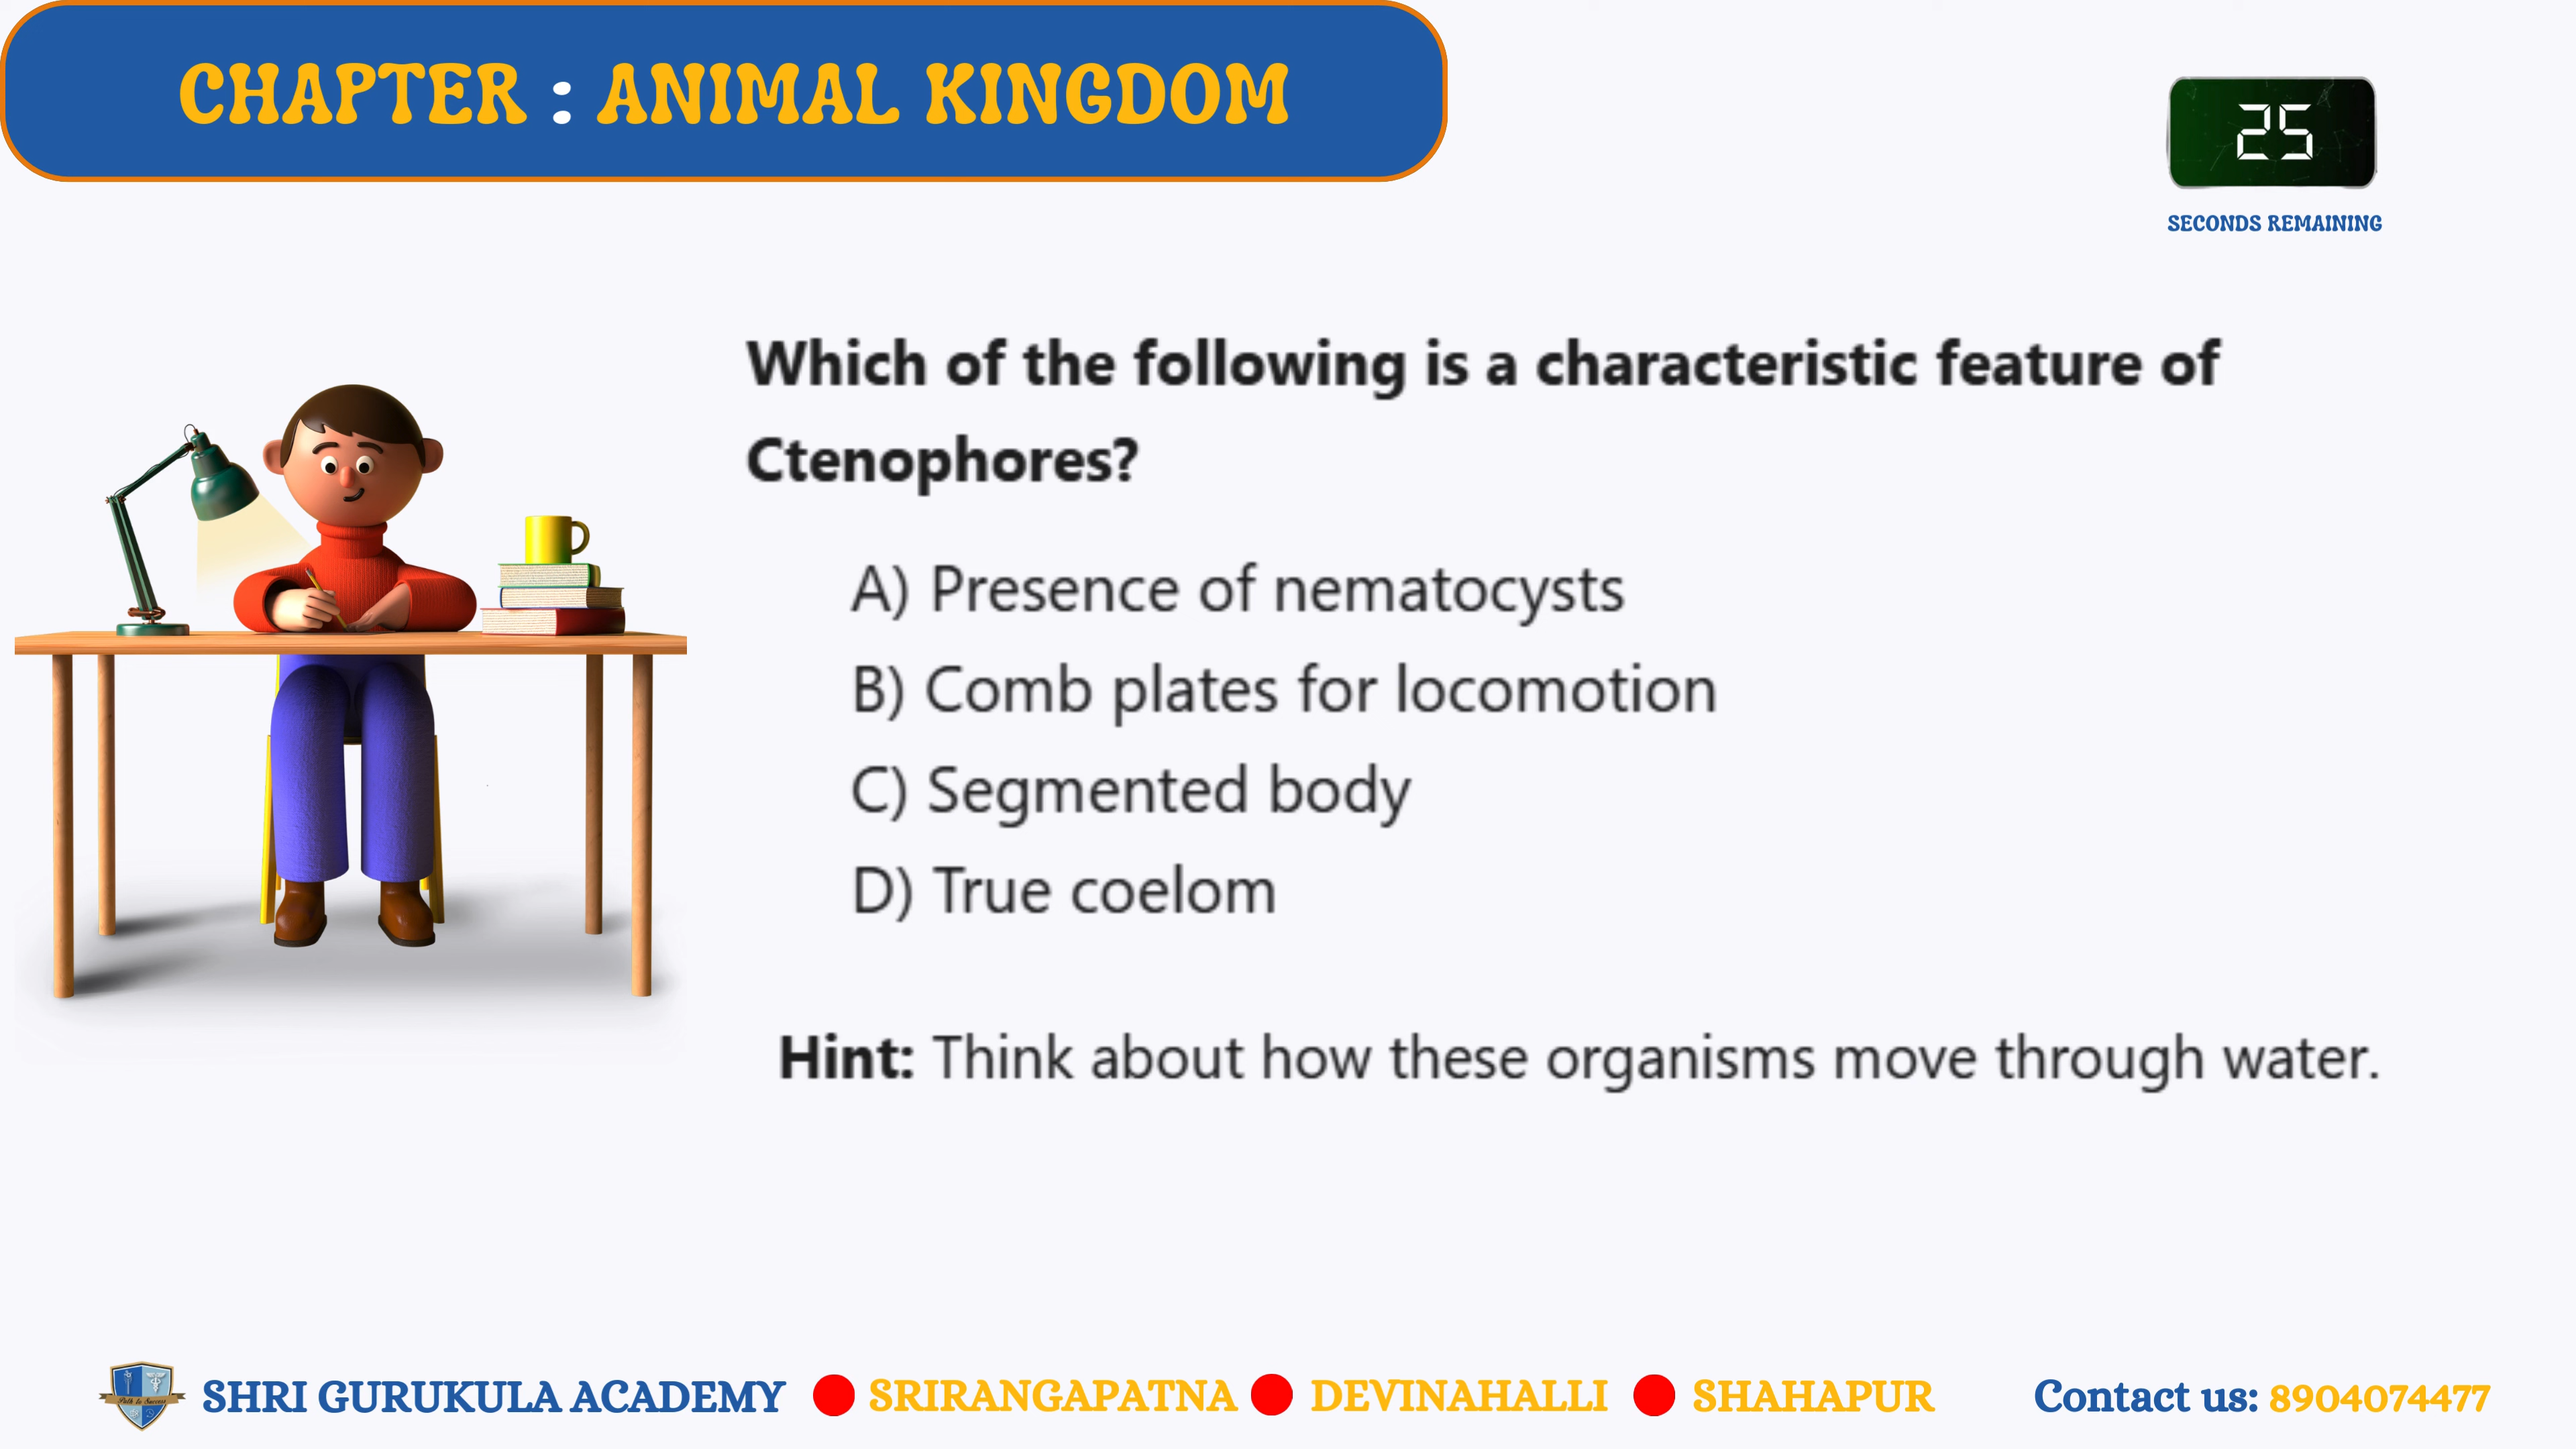 CHAPTER : ANIMAL KINGDOM
25
SECONDS REMAINING
Which of the following is a characteristic feature of
Ctenophores?
A) Presence of nematocysts
B) Comb plates for locomotion
C) Segmented body
D) True coelom
Hint: Think about how these organisms move through water.
SHRI GURUKULA ACADEMY SRIRANGAPATNA DEVINAHALLI SHAHAPUR Contact us: 8904074477